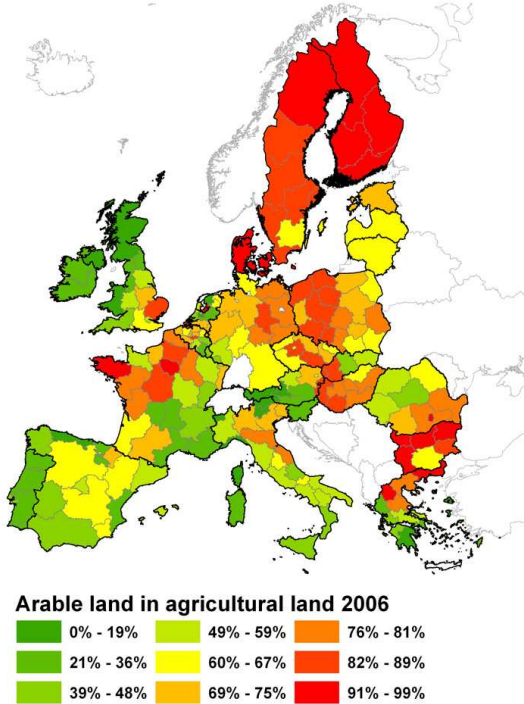 Arable land in agricultural land 2006
0% - 19% 49% - 59% 76% - 81%
21% - 36% 60% - 67% 82% - 89%
39% - 48% 69% - 75% 91% - 99%